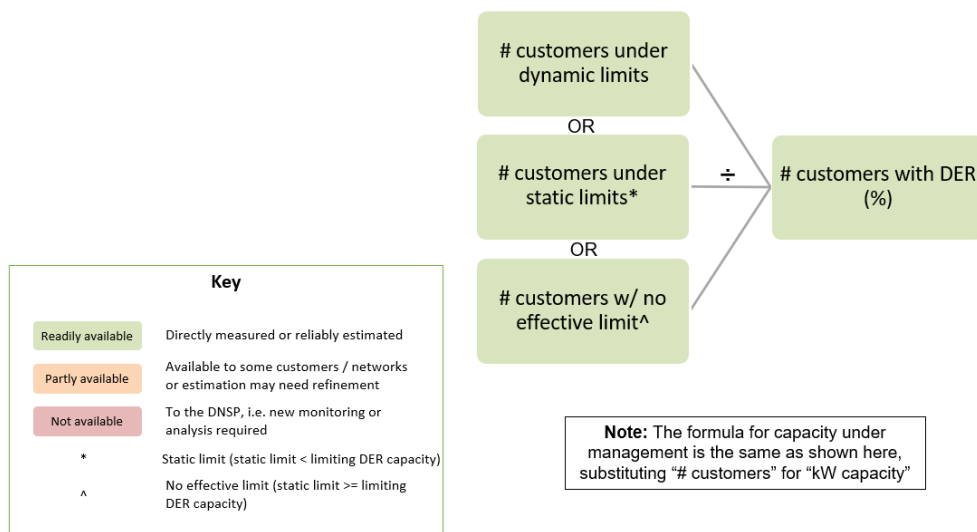 # customers under
dynamic limits
OR
# customers under
static limits*
÷
# customers with DER
(%)
OR
# customers w/ no
effective limit^
Key
Readily available
Directly measured or reliably estimated
Partly available
Available to some customers / networks
or estimation may need refinement
Not available
To the DNSP, i.e. new monitoring or
analysis required
*
Static limit (static limit < limiting DER capacity)
^
No effective limit (static limit >= limiting
DER capacity)
Note: The formula for capacity under
management is the same as shown here,
substituting “# customers” for “kW capacity”